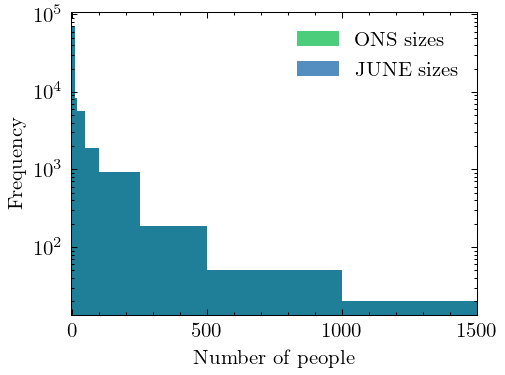 10^5
ONS sizes
JUNE sizes
10^4
10^3
10^2
Frequency
0 500 1000 1500
Number of people